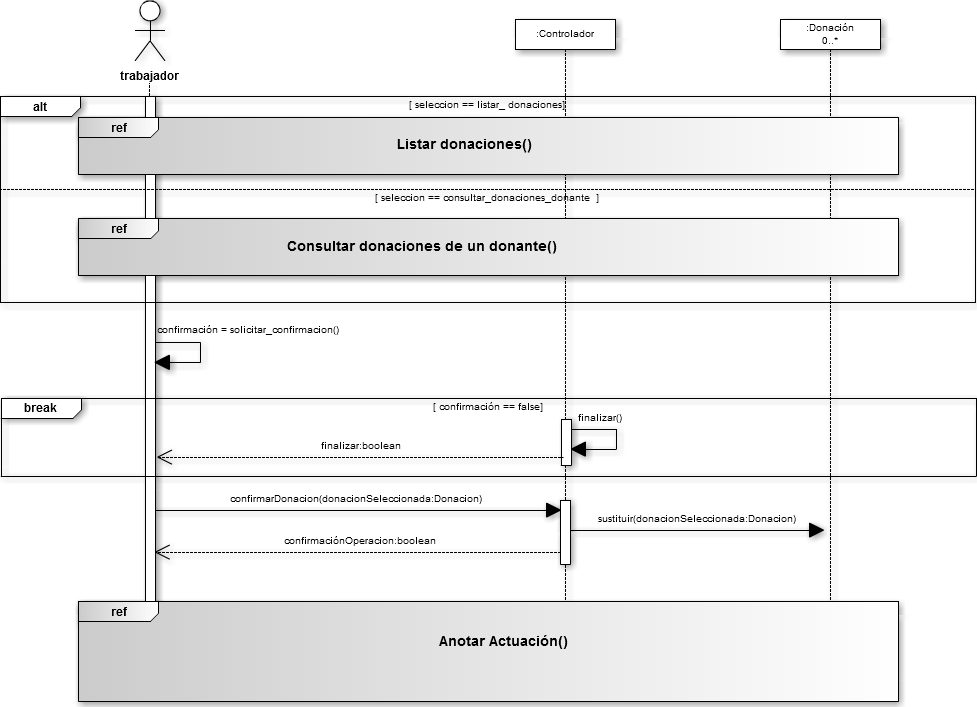 :Controlador
:Donación
0..*
trabajador
alt
[ seleccion == listar_ donaciones]
ref
Listar donaciones()
[ seleccion == consultar_donaciones_donante  ]
ref
Consultar donaciones de un donante()
confirmación = solicitar_confirmacion()
break
[ confirmación == false]
finalizar()
finalizar:boolean
confirmarDonacion(donacionSeleccionada:Donacion)
sustituir(donacionSeleccionada:Donacion)
confirmaciónOperacion:boolean
ref
Anotar Actuación()